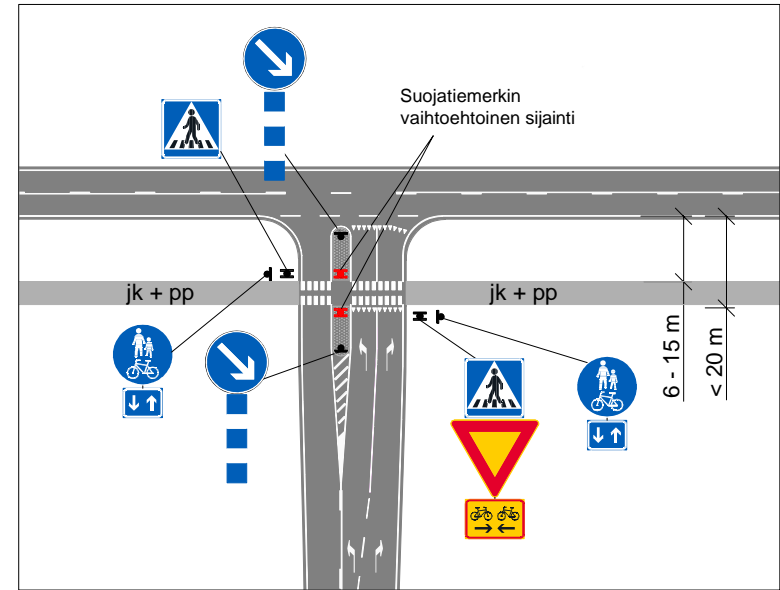 Suojatiemerkin
vaihtoehtoinen sijainti
jk + pp
jk + pp
6 - 15 m
< 20 m